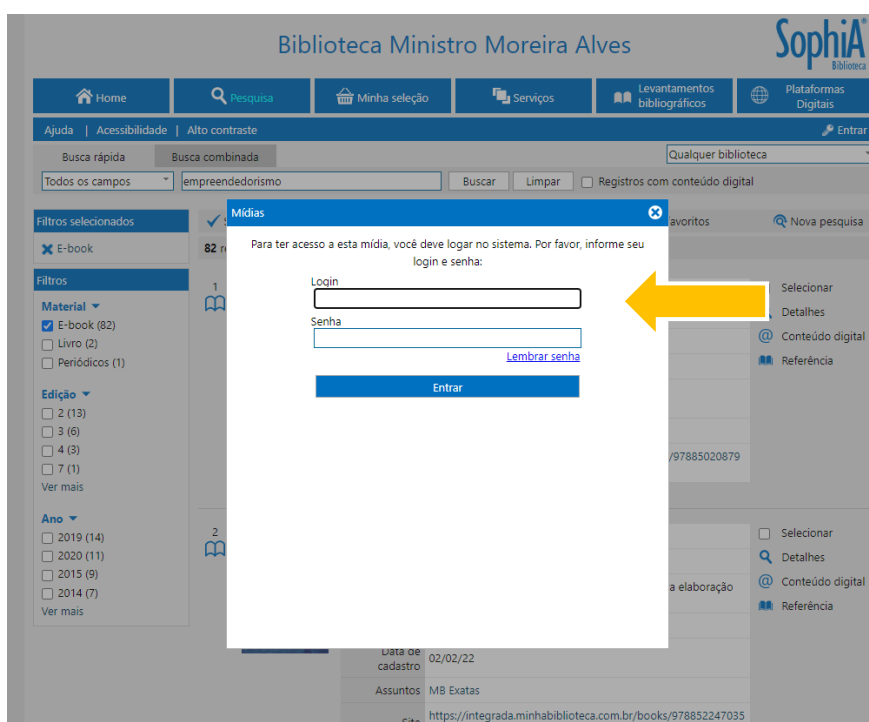 Biblioteca Ministro Moreira Alves
SophiA
Biblioteca
Home
Pesquisa
Minha seleção
Serviços
Levantamentos
bibliográficos
Plataformas
Digitais
Ajuda | Acessibilidade | Alto contraste
Entrar
Busca rápida
Busca combinada
Qualquer biblioteca
Todos os campos
empreendedorismo
Buscar
Limpar
Registros com conteúdo digital
Filtros selecionados
E-book
82
Mídias
avoritos
Nova pesquisa
Para ter acesso a esta mídia, você deve logar no sistema. Por favor, informe seu
login e senha:
Login
Senha
Lembrar senha
Entrar
Filtros
Material
E-book (82)
Livro (2)
Periódicos (1)
Edição
2 (13)
3 (6)
4 (3)
7 (1)
Ver mais
Ano
2019 (14)
2020 (11)
2015 (9)
2014 (7)
Ver mais
1
Selecionar
Detalhes
Conteúdo digital
Referência
/97885020879
2
Selecionar
Detalhes
a elaboração
Conteúdo digital
Referência
Data de
cadastro
02/02/22
Assuntos
MB Exatas
Site
https://integrada.minhabiblioteca.com.br/books/978852247035